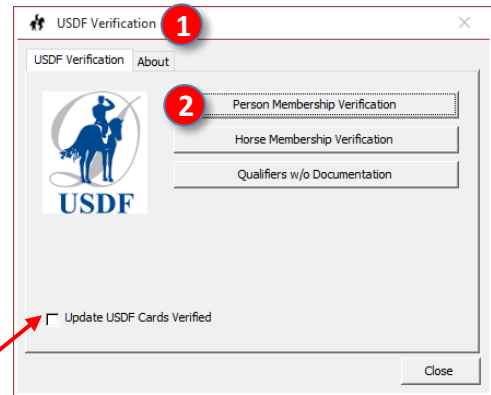 USDF Verification 1
USDF Verification About
2 Person Membership Verification
Horse Membership Verification
Qualifiers w/o Documentation
USDF
Update USDF Cards Verified
Close